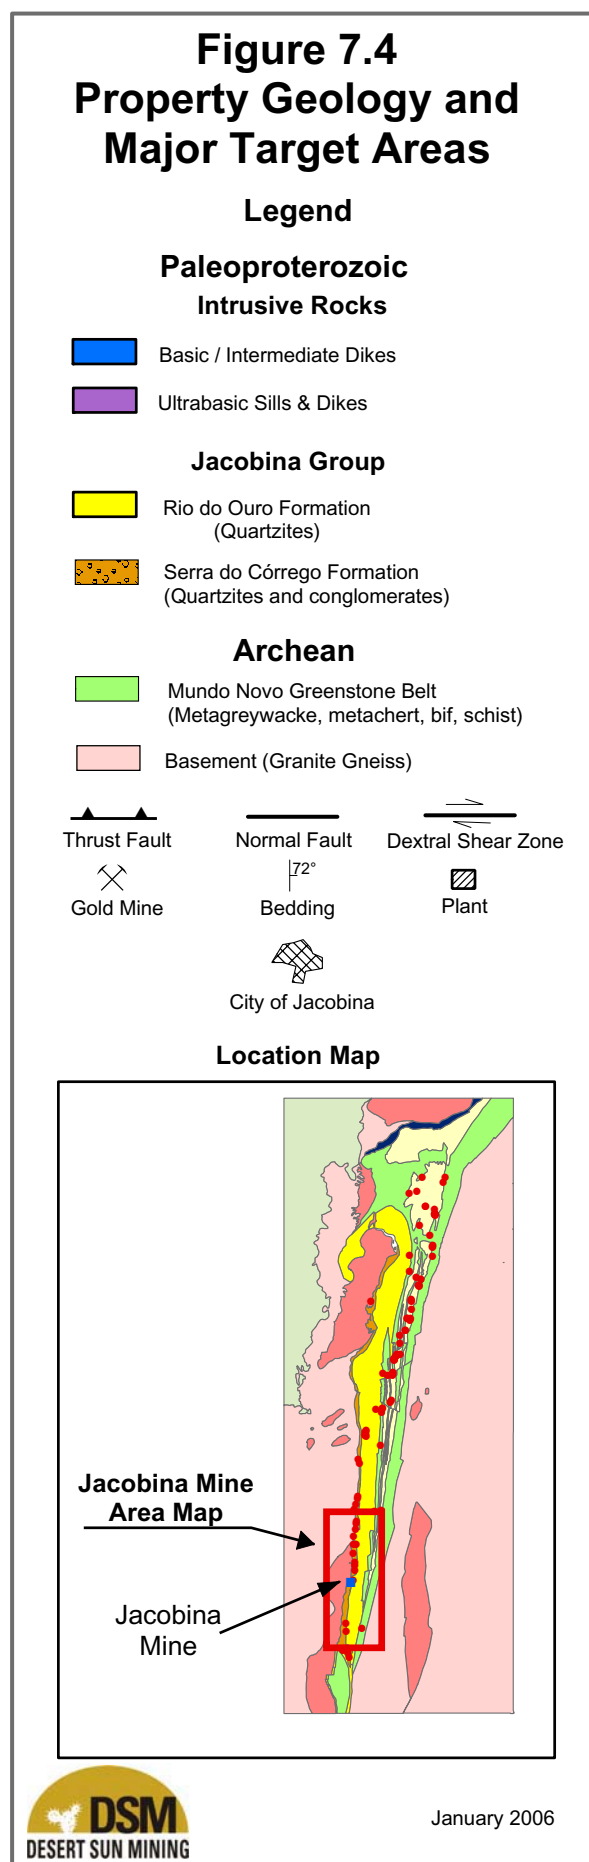 Figure 7.4
Property Geology and
Major Target Areas
Legend
Paleoproterozoic
Intrusive Rocks
Basic / Intermediate Dikes
Ultrabasic Sills & Dikes
Jacobina Group
Rio do Ouro Formation
(Quartzites)
Serra do Córrego Formation
(Quartzites and conglomerates)
Archean
Mundo Novo Greenstone Belt
(Metagreywacke, metachert, bif, schist)
Basement (Granite Gneiss)
Thrust Fault
Normal Fault
Dextral Shear Zone
72°
Gold Mine
Bedding
Plant
City of Jacobina
Location Map
Jacobina Mine
Area Map
Jacobina
Mine
DSM
DESERT SUN MINING
January 2006